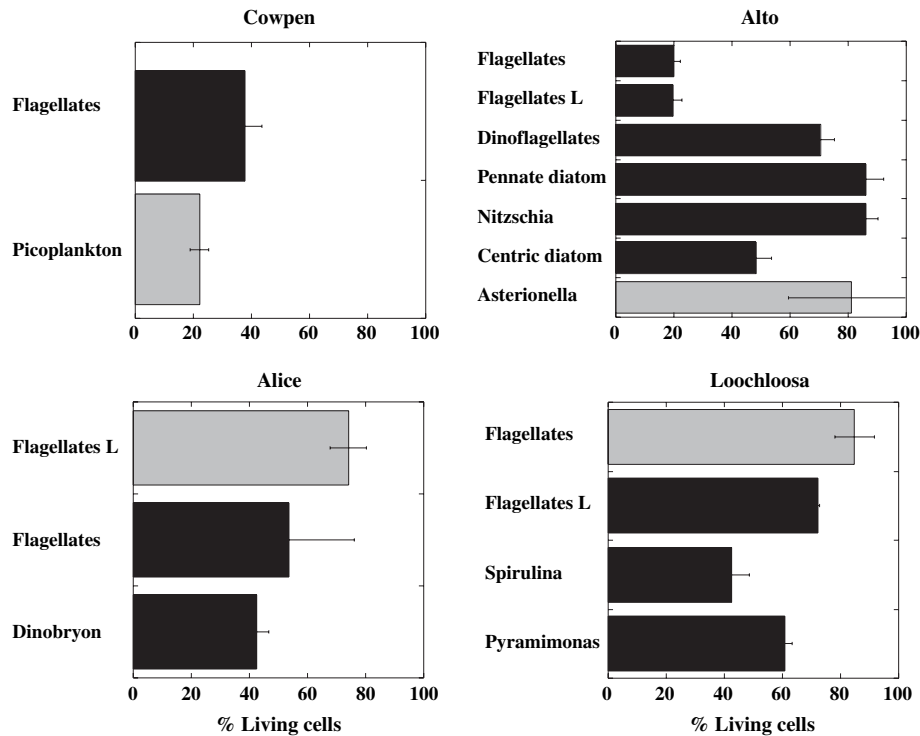 Cowpen
Flagellates
Picoplankton
0 20 40 60 80 100
Alto
Flagellates
Flagellates L
Dinoflagellates
Pennate diatom
Nitzschia
Centric diatom
Asterionella
0 20 40 60 80 100
Alice
Flagellates L
Flagellates
Dinobryon
0 20 40 60 80 100
% Living cells
Loochloosa
Flagellates
Flagellates L
Spirulina
Pyramimonas
0 20 40 60 80 100
% Living cells